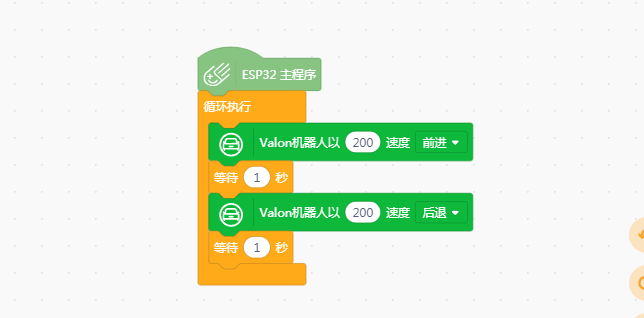 ESP32 主程序
循环执行
Valon机器人以 200 速度 前进
等待 1 秒
Valon机器人以 200 速度 后退
等待 1 秒